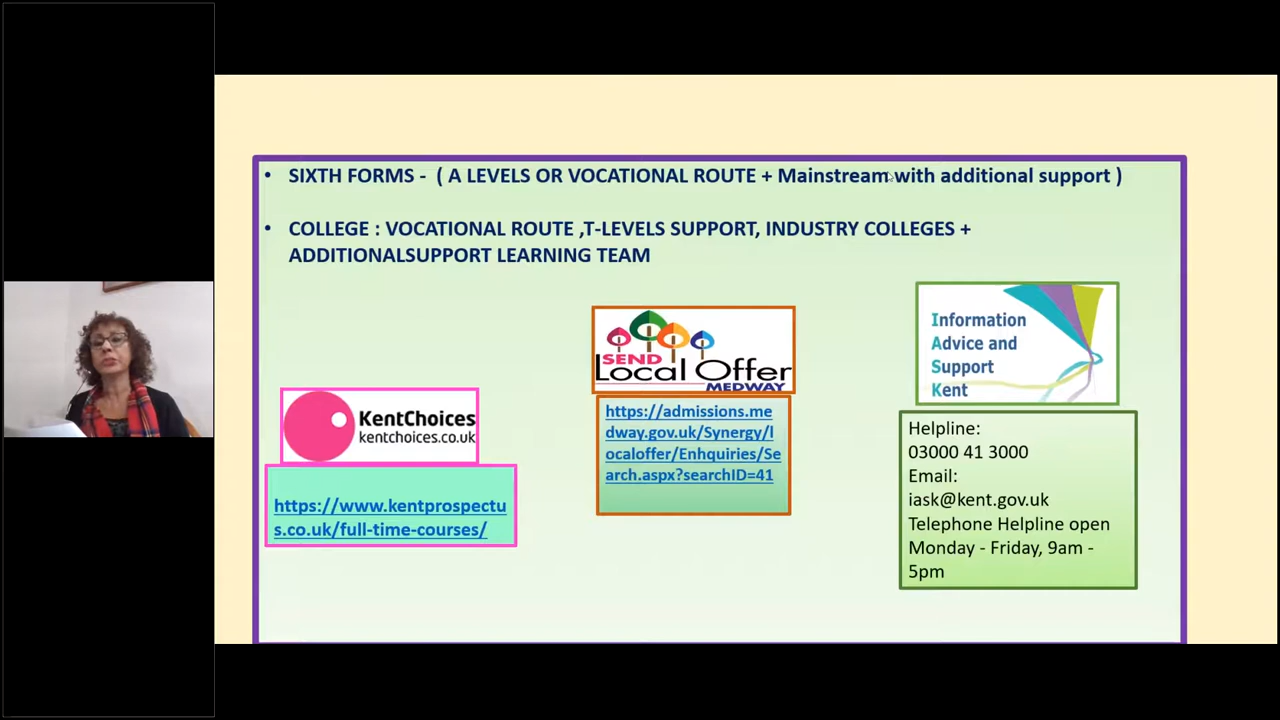 • SIXTH FORMS - ( A LEVELS OR VOCATIONAL ROUTE + Mainstream with additional support )
• COLLEGE : VOCATIONAL ROUTE ,T-LEVELS SUPPORT, INDUSTRY COLLEGES +
ADDITIONALSUPPORT LEARNING TEAM
KentChoices
kentchoices.co.uk
https://www.kentprospectu
s.co.uk/full-time-courses/
SEND
Local Offer
MEDWAY
https://admissions.me
dway.gov.uk/Synergy/l
ocaloffer/Enhquiries/Se
arch.aspx?searchID=41
Information
Advice and
Support
Kent
Helpline:
03000 41 3000
Email:
iask@kent.gov.uk
Telephone Helpline open
Monday - Friday, 9am -
5pm